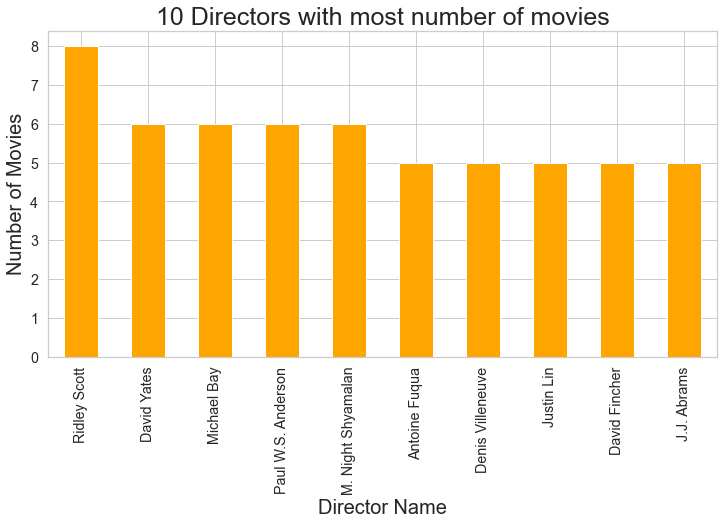 10 Directors with most number of movies
Number of Movies
8
7
6
5
4
3
2
1
0
Ridley Scott
David Yates
Michael Bay
Paul W.S. Anderson
M. Night Shyamalan
Antoine Fuqua
Denis Villeneuve
Justin Lin
David Fincher
J.J. Abrams
Director Name